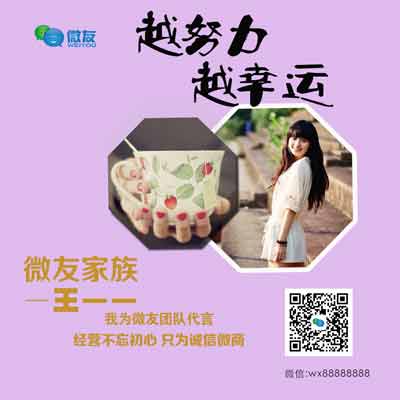 微友
WEIYOU
越努力
越幸运
微友家族
—王一一
我为微友团队代言
经营不忘初心 只为诚信微商
微信:wx88888888